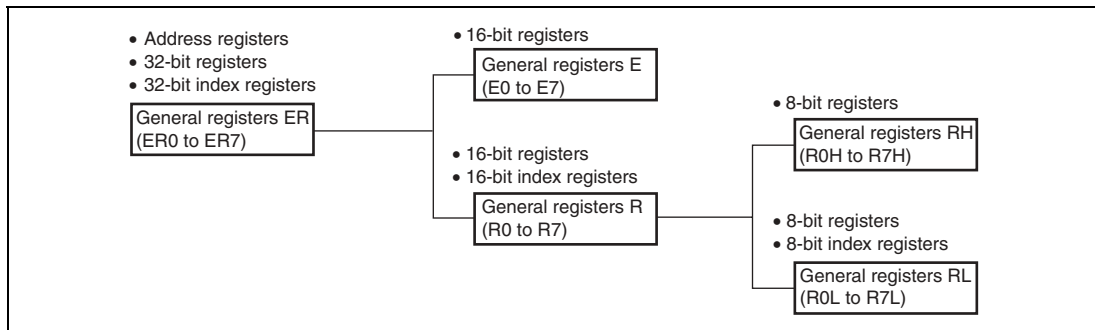 • Address registers
• 32-bit registers
• 32-bit index registers
General registers ER
(ER0 to ER7)
• 16-bit registers
General registers E
(E0 to E7)
• 16-bit registers
• 16-bit index registers
General registers R
(R0 to R7)
• 8-bit registers
General registers RH
(R0H to R7H)
• 8-bit registers
• 8-bit index registers
General registers RL
(R0L to R7L)